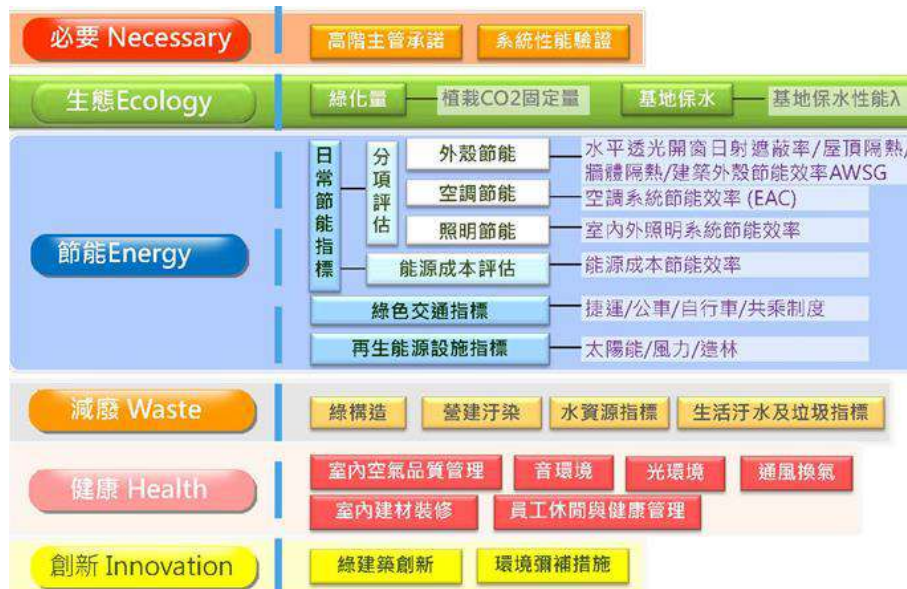 必要 Necessary
高階主管承諾
系統性能驗證
生態Ecology
綠化量
植栽CO2固定量
基地保水
基地保水性能λ
節能Energy
日常節能指標
分項評估
外殼節能
水平透光開窗日射遮蔽率/屋頂隔熱/
牆體隔熱/建築外殼節能效率AWSG
空調節能
空調系統節能效率 (EAC)
照明節能
室內外照明系統節能效率
能源成本評估
能源成本節能效率
綠色交通指標
捷運/公車/自行車/共乘制度
再生能源設施指標
太陽能/風力/造林
減廢 Waste
綠構造
營建汙染
水資源指標
生活汙水及垃圾指標
健康 Health
室內空氣品質管理
音環境
光環境
通風換氣
室內建材裝修
員工休閒與健康管理
創新 Innovation
綠建築創新
環境彌補措施